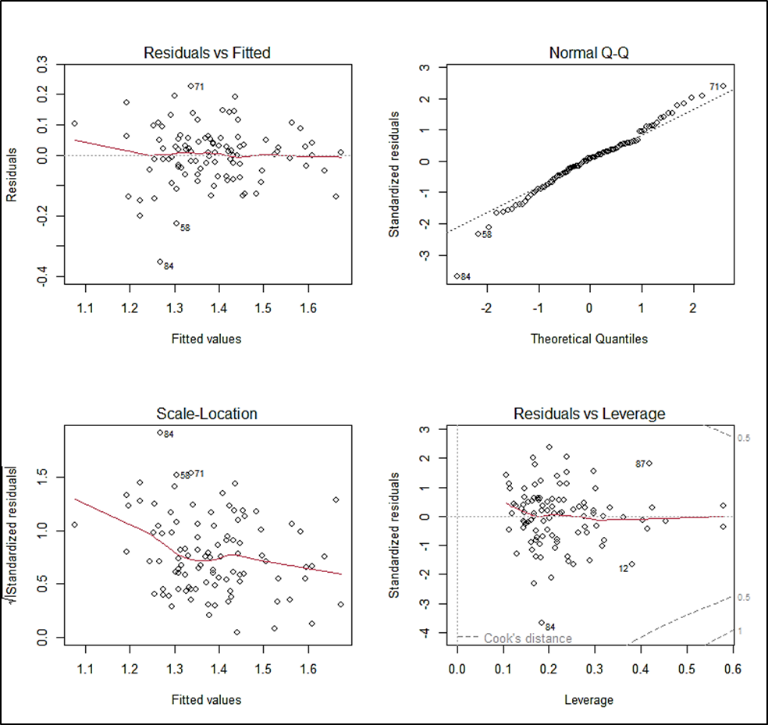 Residuals vs Fitted
Residuals
0.3
0.2
0.1
0.0
-0.2
-0.4
71
58
84
1.1 1.2 1.3 1.4 1.5 1.6
Fitted values
Normal Q-Q
Standardized residuals
3
2
1
0
-1
-2
-3
71
58
84
-2 -1 0 1 2
Theoretical Quantiles
Scale-Location
√|Standardized residuals|
1.5
1.0
0.5
0.0
84
58 71
1.1 1.2 1.3 1.4 1.5 1.6
Fitted values
Residuals vs Leverage
Standardized residuals
3
2
1
0
-1
-2
-3
-4
0.5
87
12
84
0.5
1
Cook's distance
0.0 0.1 0.2 0.3 0.4 0.5 0.6
Leverage